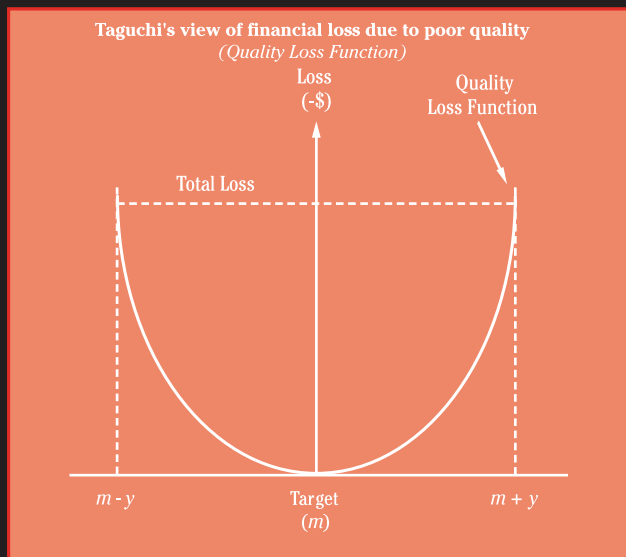 Taguchi's view of financial loss due to poor quality
(Quality Loss Function)
Loss
(-$)
Quality
Loss Function
Total Loss
m - y
Target
(m)
m + y